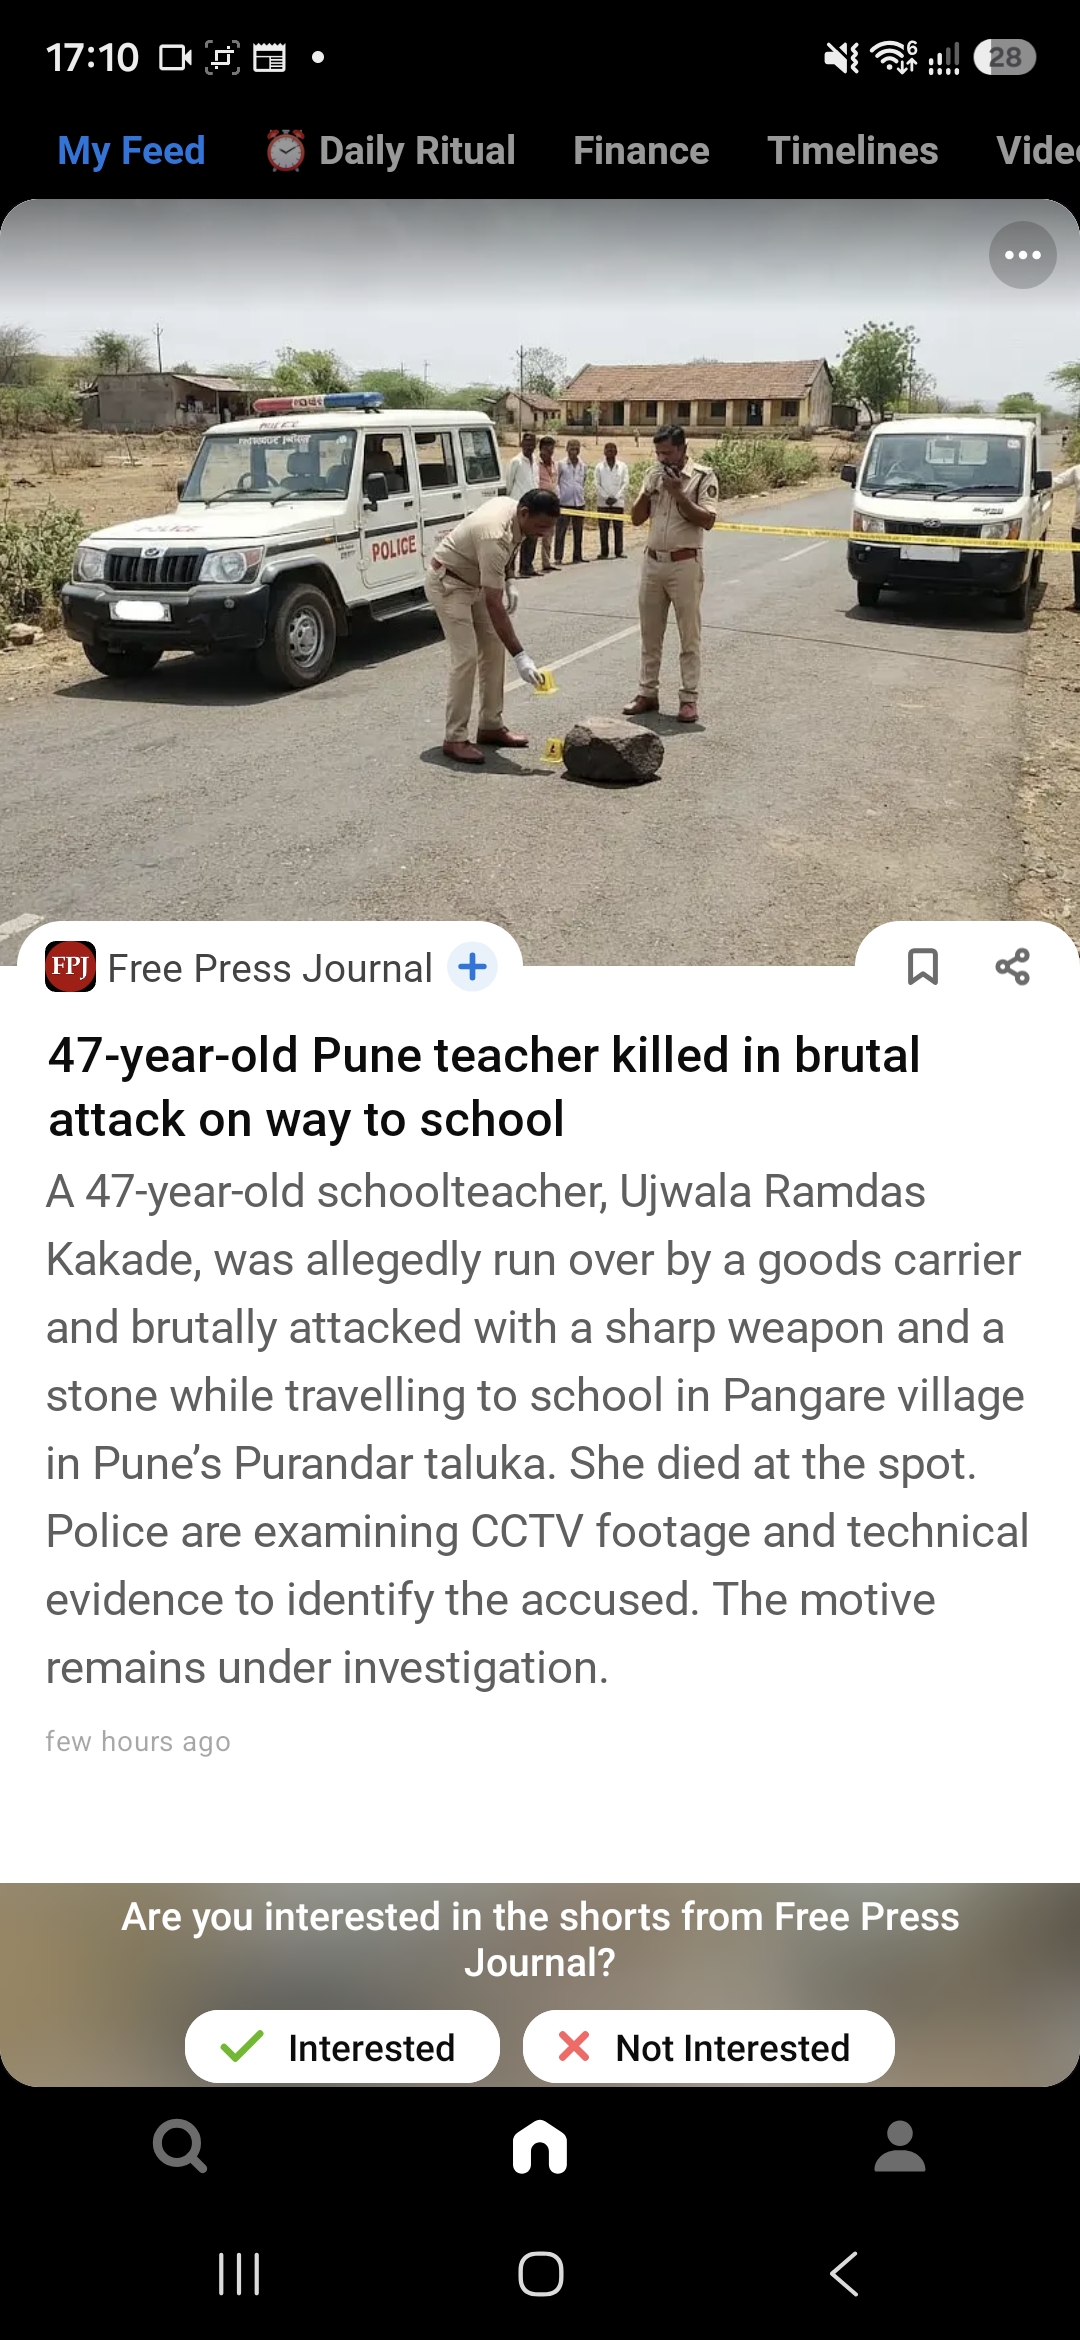 17:10
6
28
My Feed
Daily Ritual
Finance
Timelines
POLICE
FPJ
Free Press Journal
47-year-old Pune teacher killed in brutal
attack on way to school
A 47-year-old schoolteacher, Ujwala Ramdas
Kakade, was allegedly run over by a goods carrier
and brutally attacked with a sharp weapon and a
stone while travelling to school in Pangare village
in Pune’s Purandar taluka. She died at the spot.
Police are examining CCTV footage and technical
evidence to identify the accused. The motive
remains under investigation.
few hours ago
Are you interested in the shorts from Free Press
Journal?
Interested
Not Interested